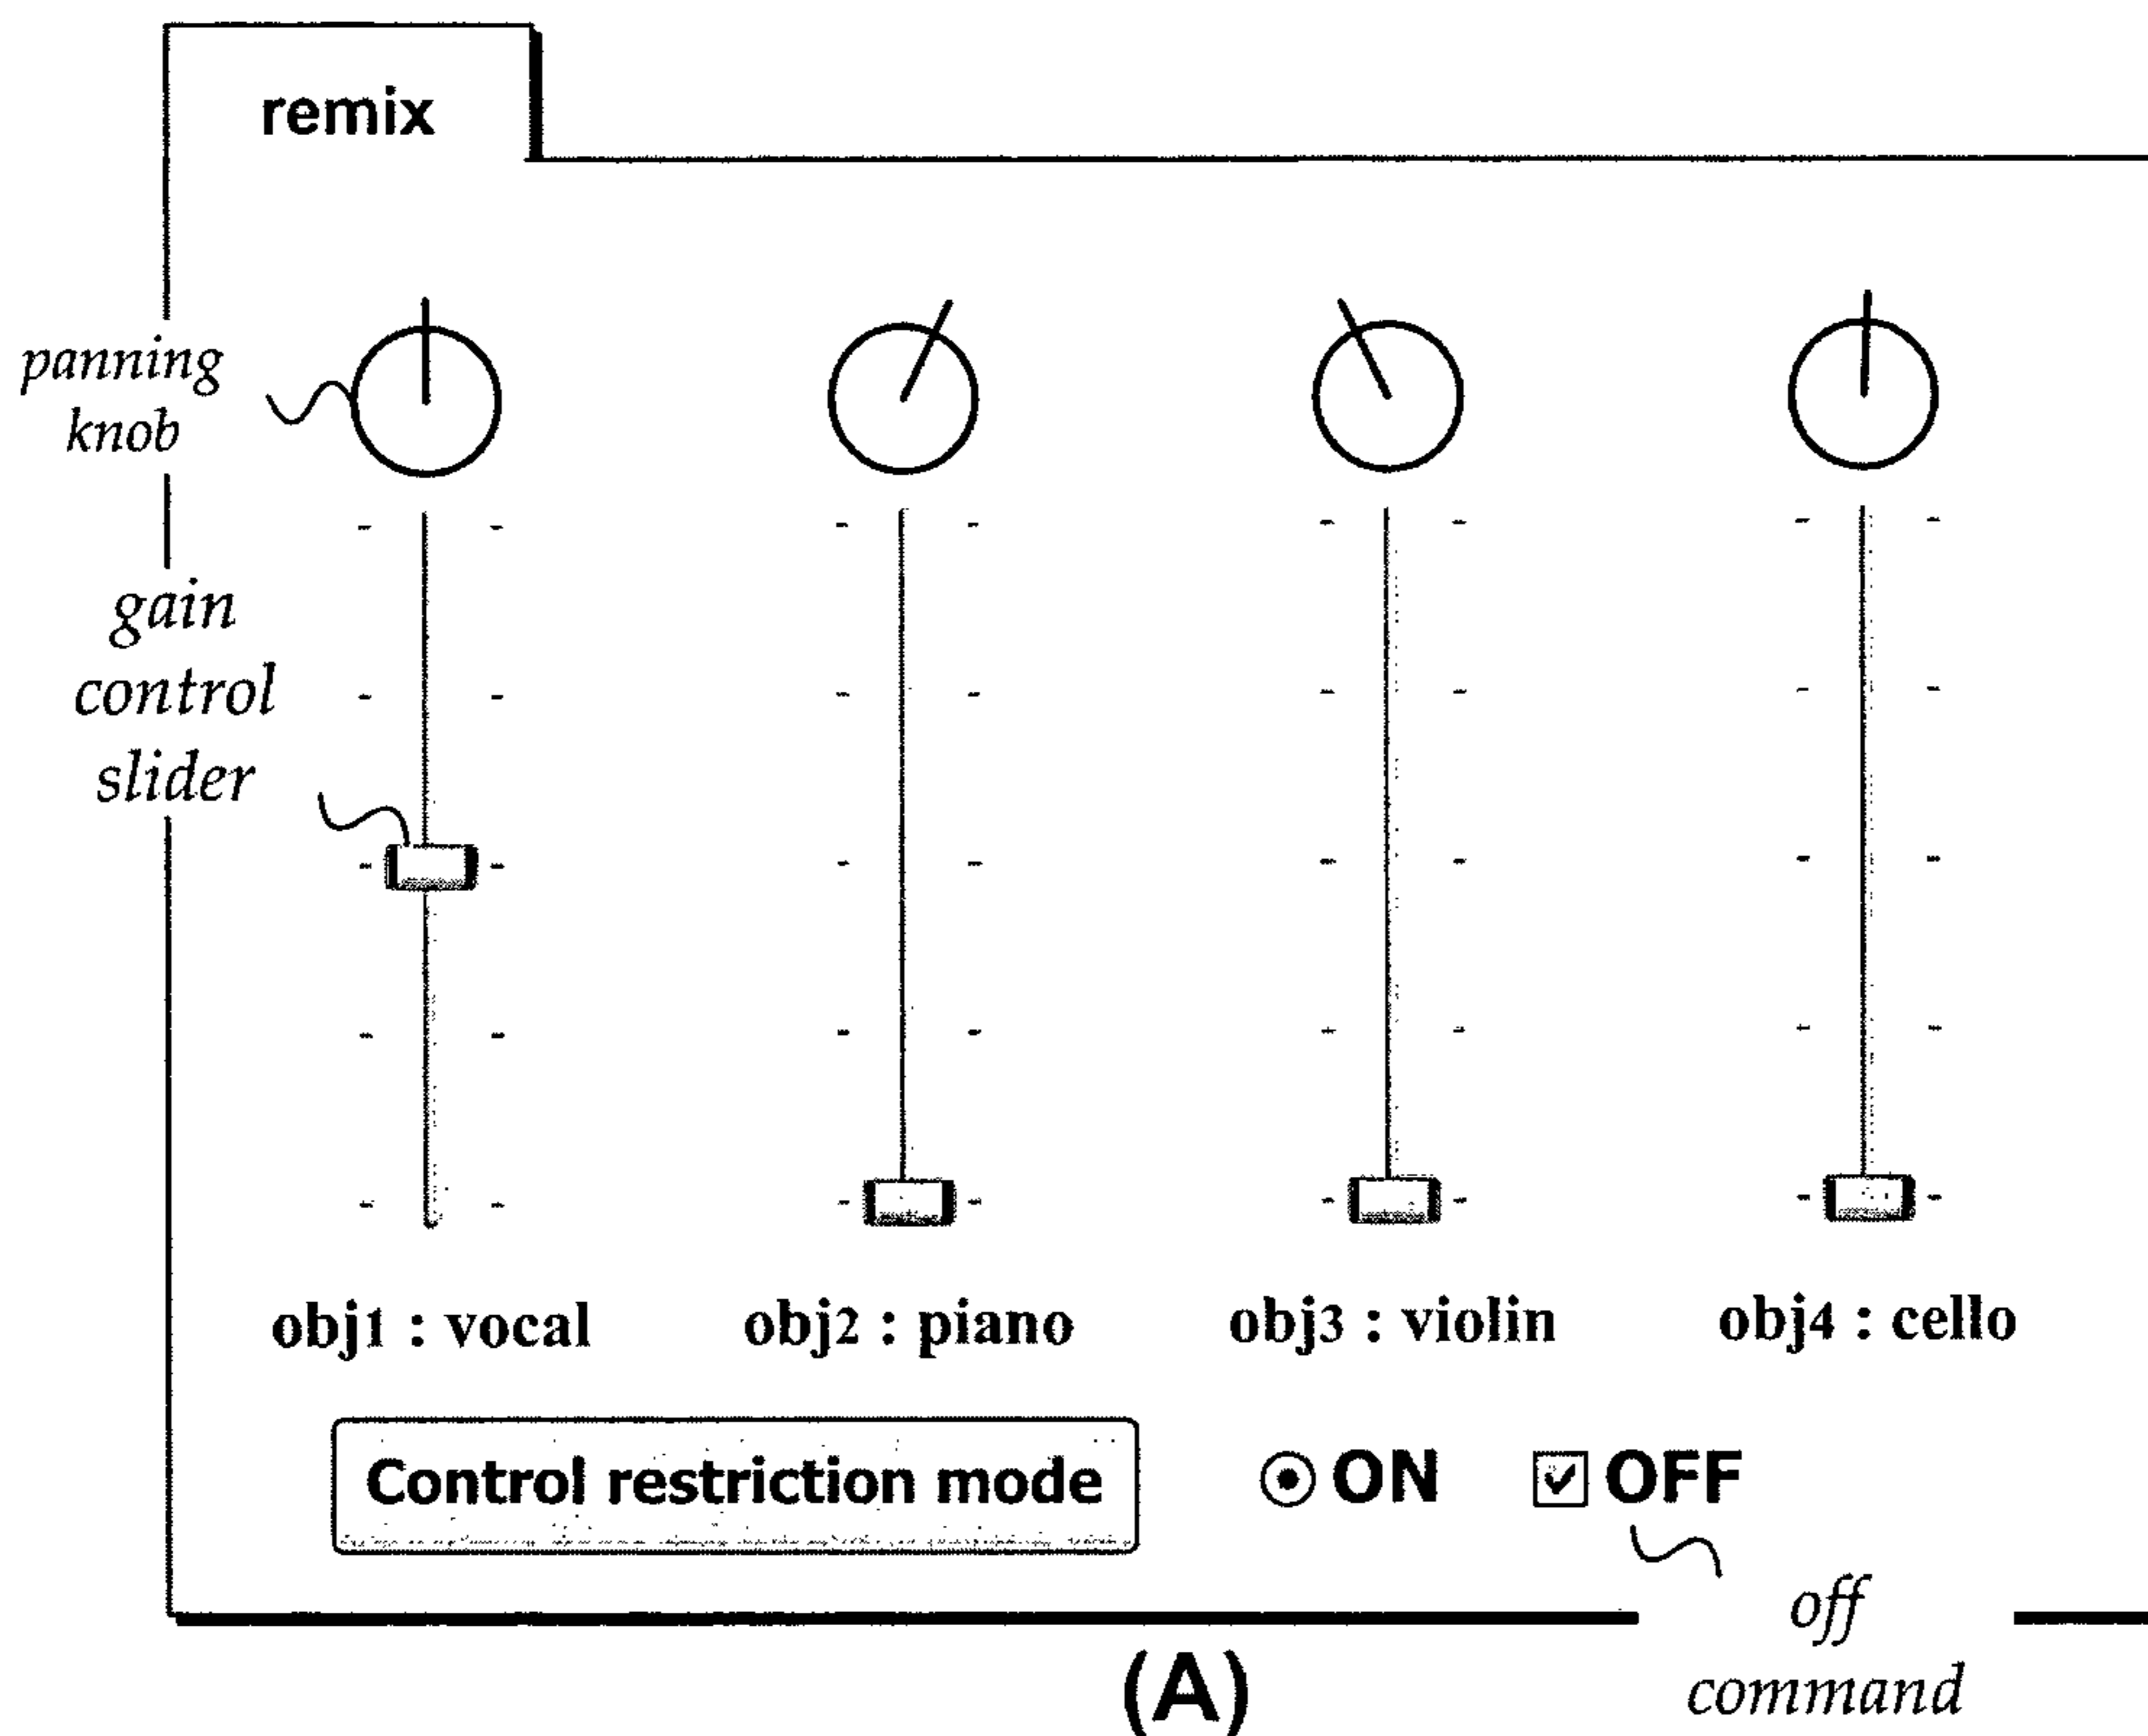 remix
panning
knob
gain
control
slider
obj1 : vocal
obj2 : piano
obj3 : violin
obj4 : cello
Control restriction mode
ON
OFF
off
command
(A)